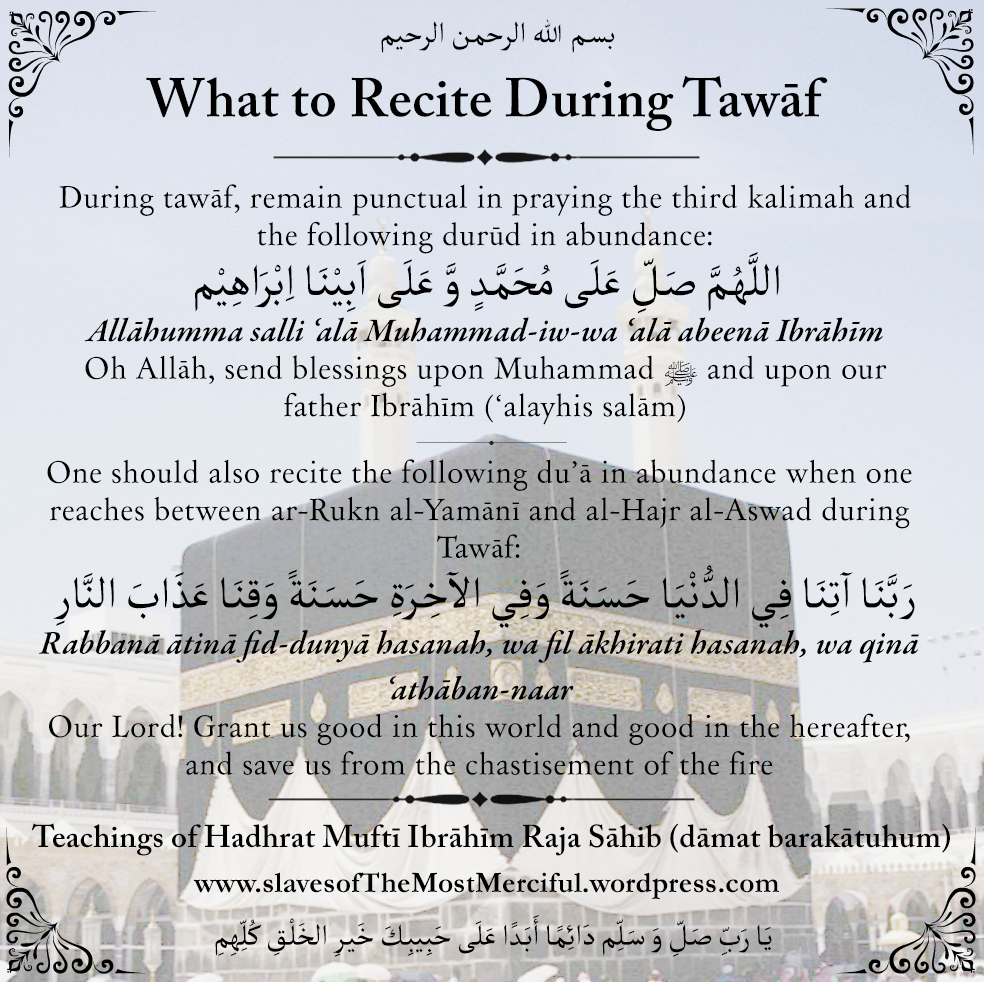 بسم الله الرحمن الرحيم
What to Recite During Tawāf
During tawāf, remain punctual in praying the third kalimah and
the following durūd in abundance:
اللَّهُمَّ صَلِّ عَلَى مُحَمَّدٍ وَّ عَلَى اَبِيْنَا اِبْرَاهِيْم
Allāhumma salli ‘alā Muhammad-iw-wa ‘alā abeenā Ibrāhīm
Oh Allāh, send blessings upon Muhammad ﷺ and upon our
father Ibrāhīm (‘alayhis salām)
One should also recite the following du’ā in abundance when one
reaches between ar-Rukn al-Yamānī and al-Hajr al-Aswad during
Tawāf:
رَبَّنَا آتِنَا فِي الدُّنْيَا حَسَنَةً وَفِي الآخِرَةِ حَسَنَةً وَقِنَا عَذَابَ النَّارِ
Rabbanā ātinā fid-dunyā hasanah, wa fil ākhirati hasanah, wa qinā
‘athāban-naar
Our Lord! Grant us good in this world and good in the hereafter,
and save us from the chastisement of the fire
Teachings of Hadhrat Muftī Ibrāhīm Raja Sāhib (dāmat barakātuhum)
www.slavesofTheMostMerciful.wordpress.com
يَا رَبِّ صَلِّ وَ سَلِّم دَائِمًا أَبَدًا عَلَى حَبِيبِكَ خَيرِ الخَلْقِ كُلِّهِمِ